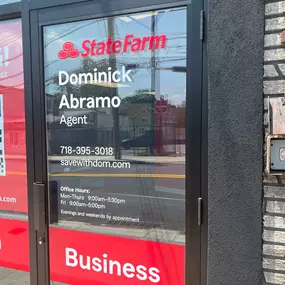 State Farm
Dominick
Abramo
Agent
718-395-3018
savewithdom.com
Office Hours:
Mon-Thurs 9:00am-5:30pm
Fri 9:00am-5:00pm
Evenings and weekends by appointment
Business